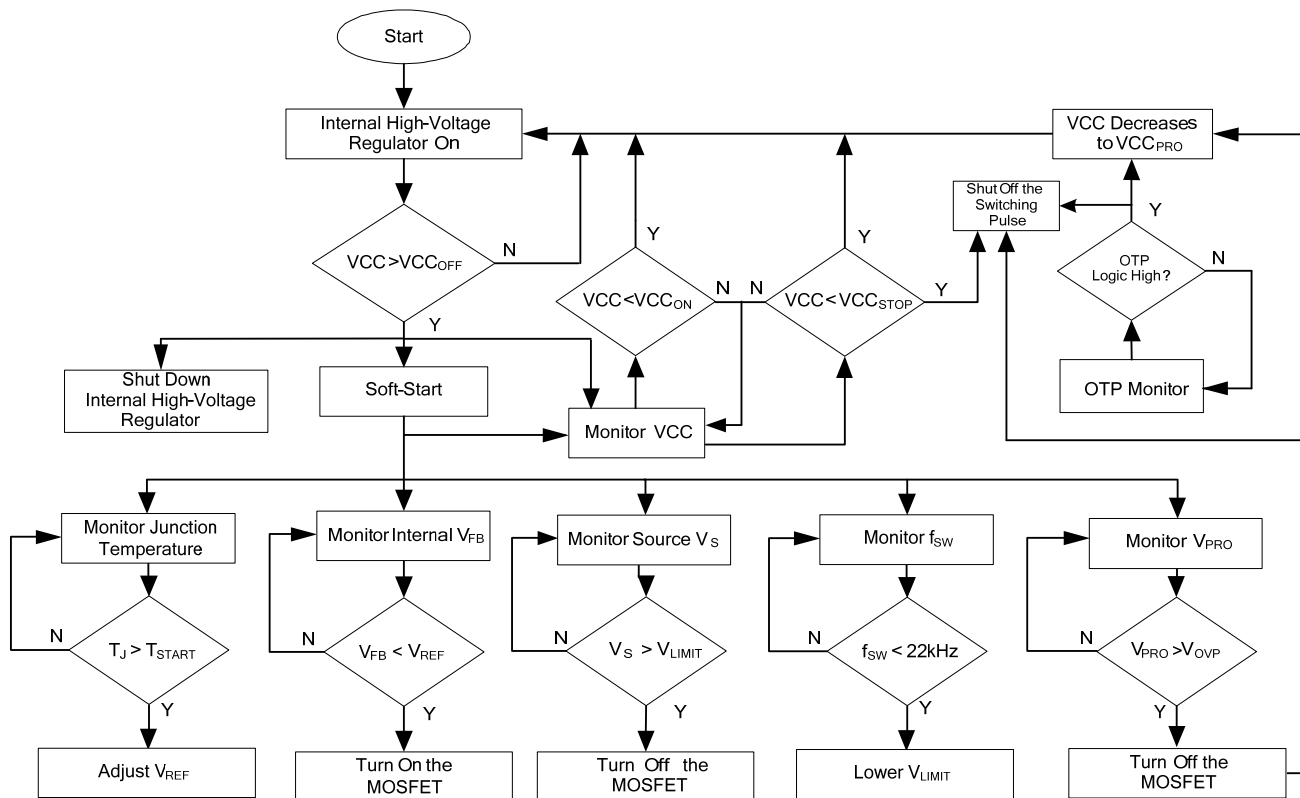 Start
Internal High-Voltage
Regulator On
VCC Decreases
to VCCPRO
Shut Off the
Switching
Pulse
Y
OTP
Logic High?
N
VCC>VCCOFF
N
Y
Y
Y
VCC<VCCON
N
N
VCC<VCCSTOP
Y
Shut Down
Internal High-Voltage
Regulator
Soft-Start
Monitor VCC
OTP Monitor
Monitor Junction
Temperature
Monitor Internal VFB
Monitor Source VS
Monitor fSW
Monitor VPRO
N
TJ > TSTART
Y
N
VFB < VREF
Y
N
VS > VLIMIT
Y
N
fSW < 22kHz
Y
N
VPRO >VOVP
Y
Adjust VREF
Turn On the
MOSFET
Turn Off the
MOSFET
Lower VLIMIT
Turn Off the
MOSFET